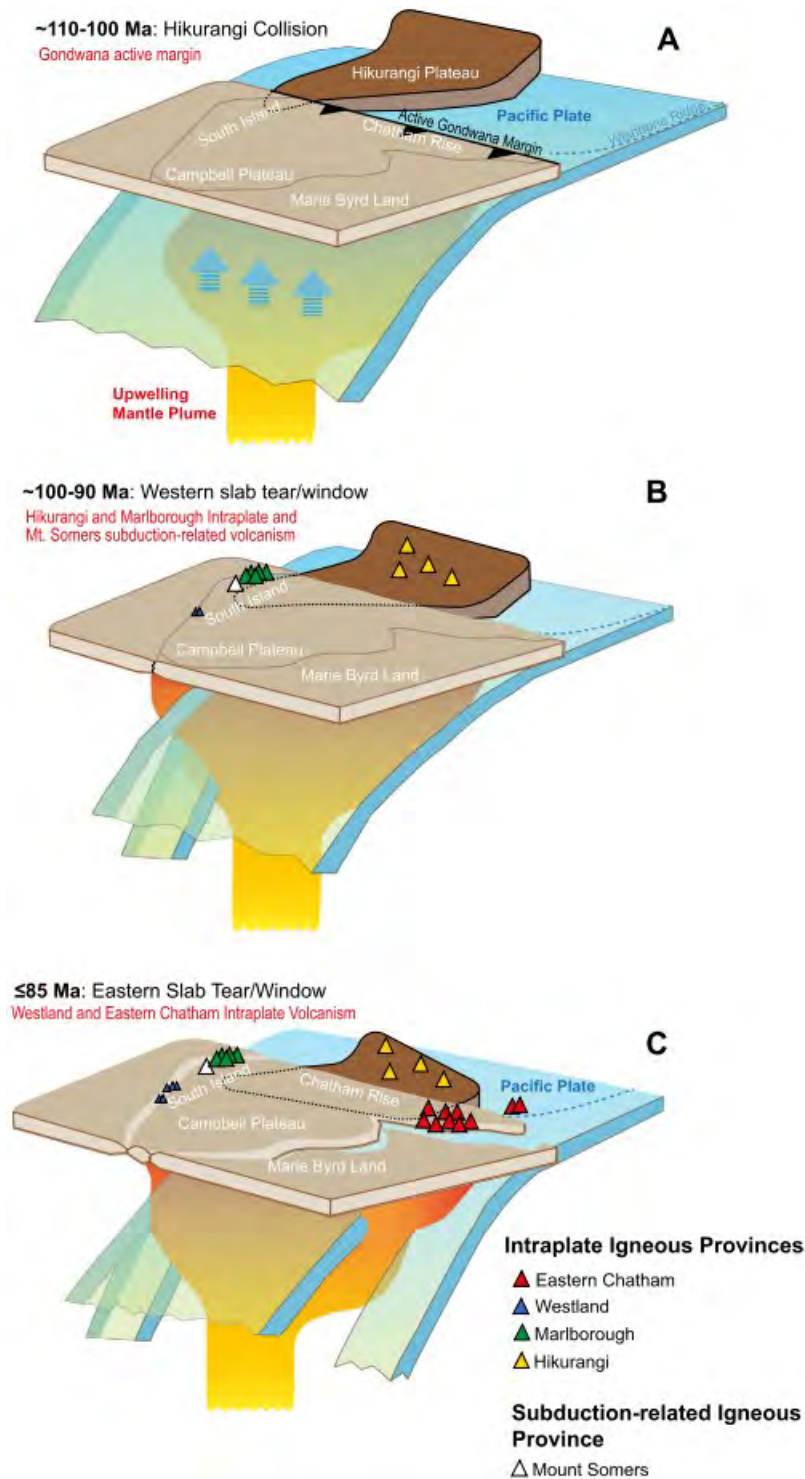 ~110-100 Ma: Hikurangi Collision
Gondwana active margin
A
Hikurangi Plateau
Pacific Plate
Wishbone Ridge
South Island
Active Gondwana Margin
Chatham Rise
Campbell Plateau
Marie Byrd Land
Upwelling
Mantle Plume
~100-90 Ma: Western slab tear/window
B
Hikurangi and Marlborough Intraplate and
Mt. Somers subduction-related volcanism
South Island
Campbell Plateau
Marie Byrd Land
≤85 Ma: Eastern Slab Tear/Window
Westland and Eastern Chatham Intraplate Volcanism
C
South Island
Chatham Rise
Pacific Plate
Campbell Plateau
Marie Byrd Land
Intraplate Igneous Provinces
Eastern Chatham
Westland
Marlborough
Hikurangi
Subduction-related Igneous
Province
Mount Somers